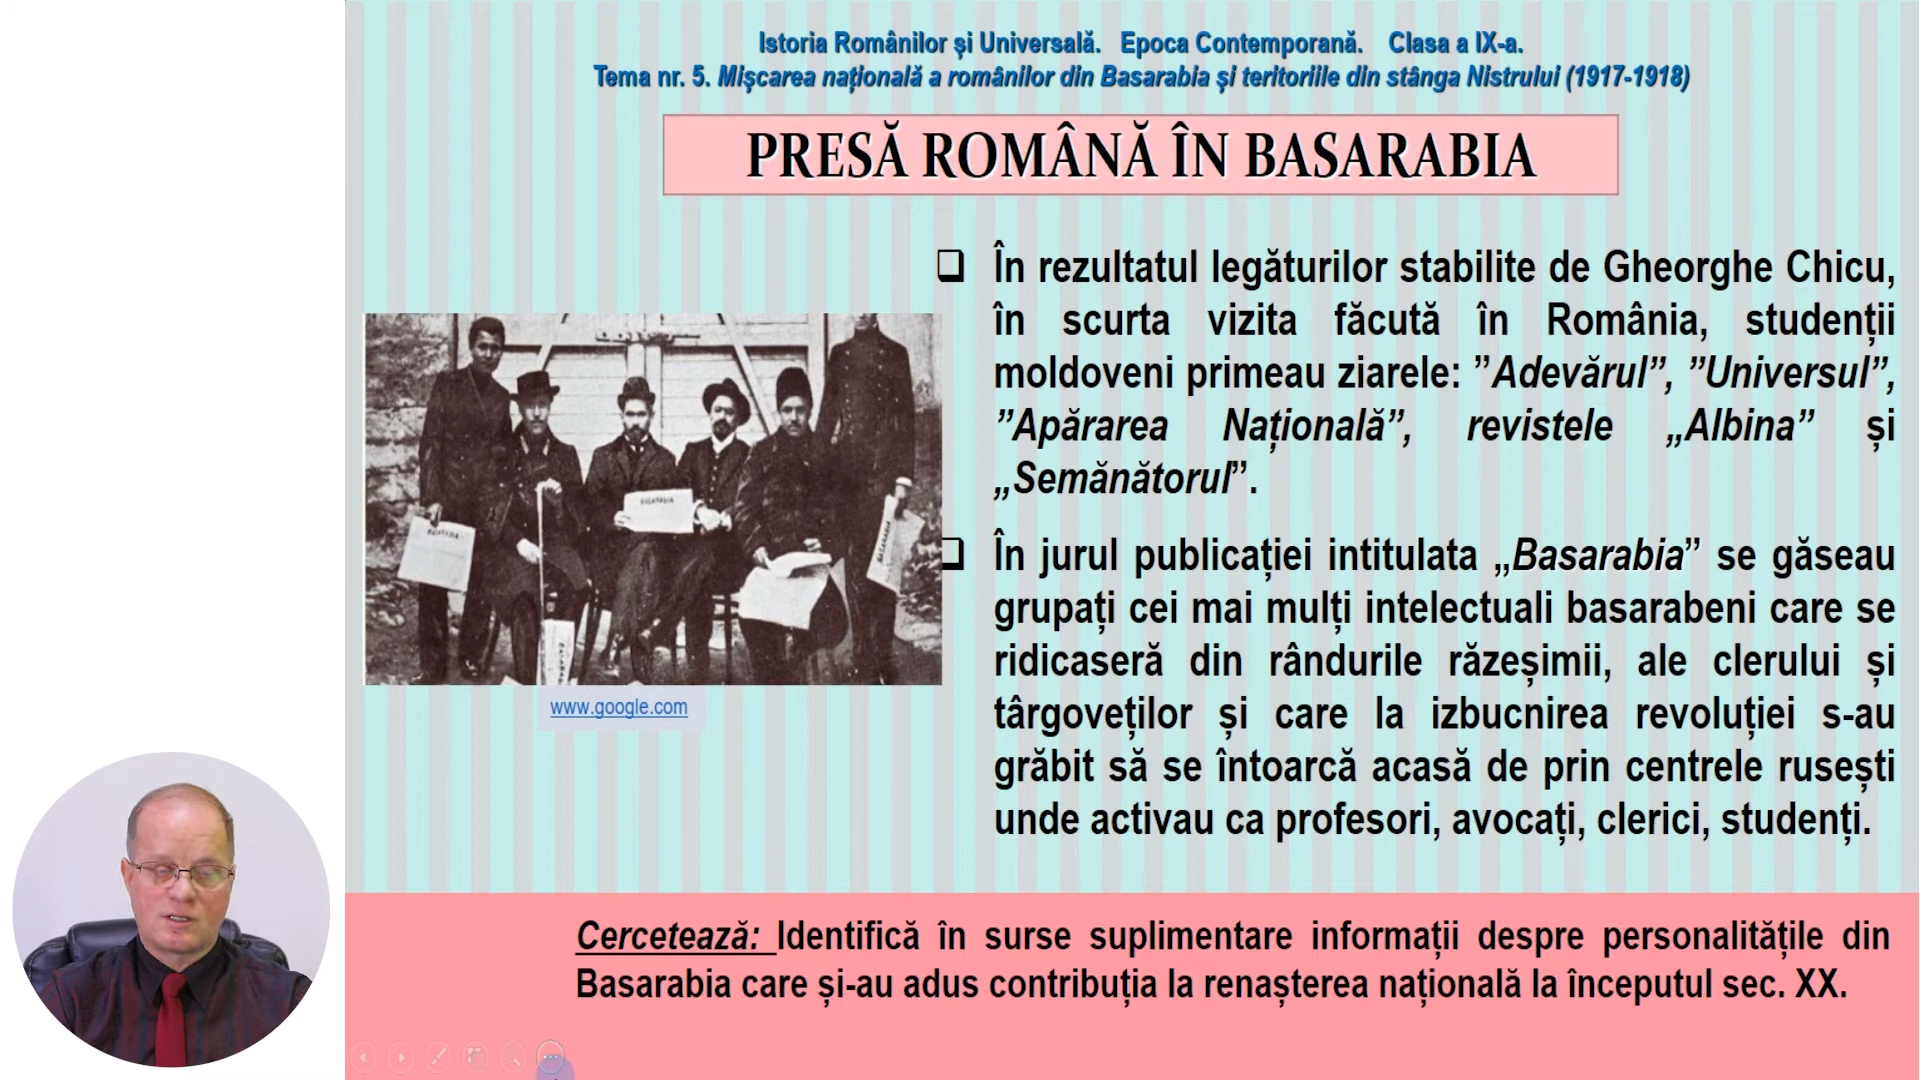 Istoria Românilor și Universală. Epoca Contemporană. Clasa a IX-a.
Tema nr. 5. Mișcarea națională a românilor din Basarabia și teritoriile din stânga Nistrului (1917-1918)
PRESĂ ROMÂNĂ ÎN BASARABIA
În rezultatul legăturilor stabilite de Gheorghe Chicu,
în scurta vizita făcută în România, studenții
moldoveni primeau ziarele: ”Adevărul”, ”Universul”,
”Apărarea Națională”, revistele „Albina” și
„Semănătorul”.
BASARABIA
BASARABIA
BASARABIA
În jurul publicației intitulata „Basarabia” se găseau
grupați cei mai mulți intelectuali basarabeni care se
ridicaseră din rândurile răzeșimii, ale clerului și
târgoveților și care la izbucnirea revoluției s-au
grăbit să se întoarcă acasă de prin centrele rusești
unde activau ca profesori, avocați, clerici, studenți.
www.google.com
Cercetează: Identifică în surse suplimentare informații despre personalitățile din
Basarabia care și-au adus contribuția la renașterea națională la începutul sec. XX.